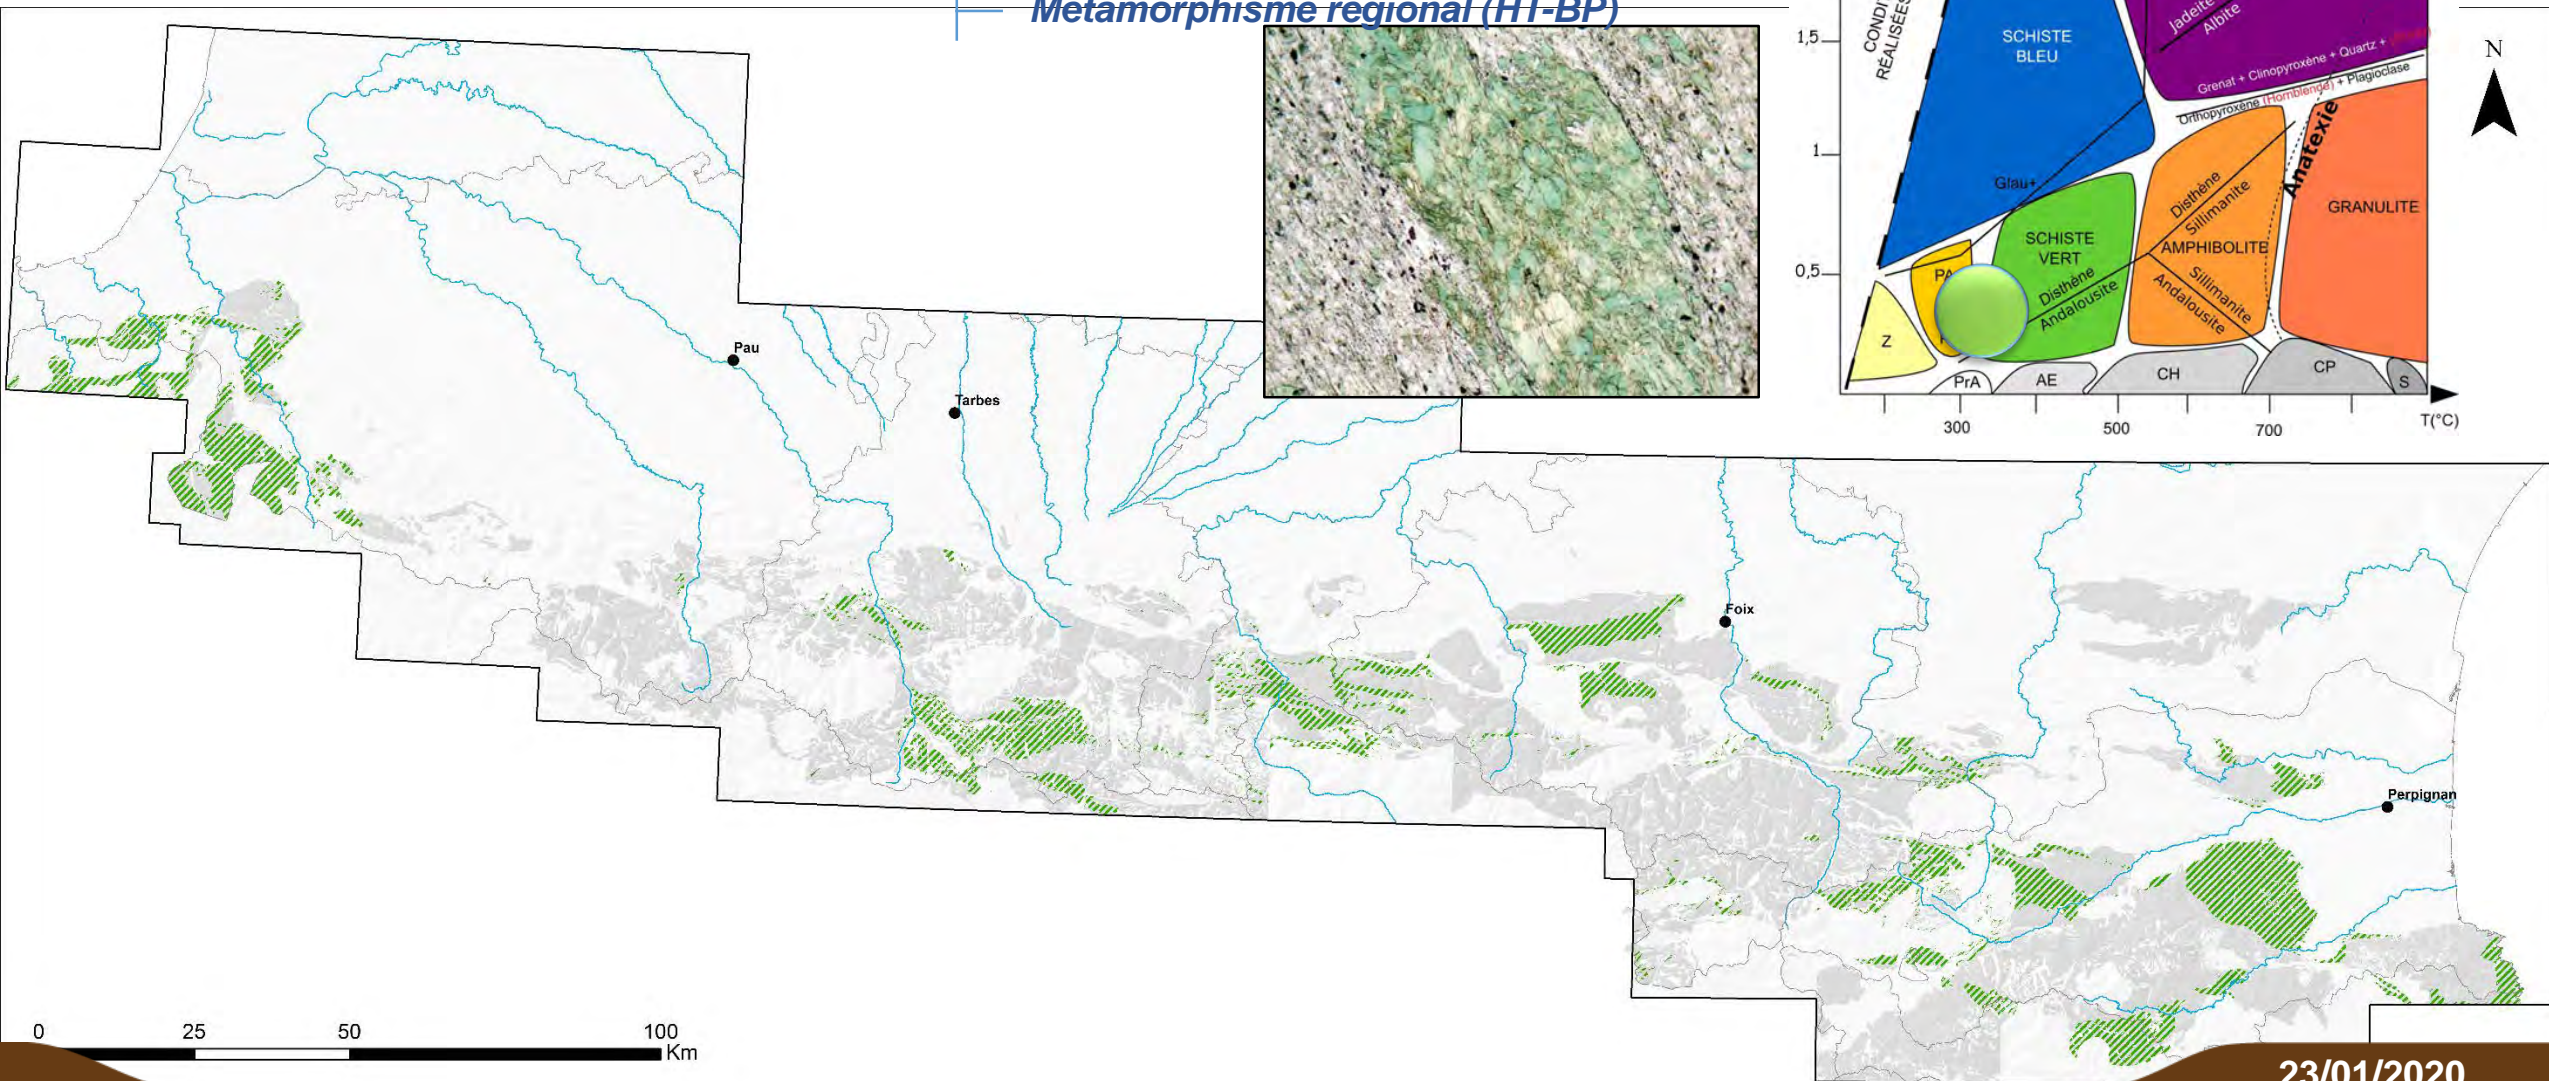 Métamorphisme régional (HT-BP)
CONDI
RÉALISÉES
1,5
1
0,5
SCHISTE
BLEU
Jadeite
Albite
Grenat + Clinopyroxène + Quartz +
Orthopyroxène (Hornblende) + Plagioclase
Anatexie
Glau+
Disthène
Sillimanite
GRANULITE
SCHISTE
VERT
AMPHIBOLITE
PA
Disthène
Andalousite
Sillimanite
Andalousite
Z
PrA
AE
CH
CP
S
300
500
700
T(°C)
N
Pau
Tarbes
Foix
Perpignan
0
25
50
100
Km
23/01/2020